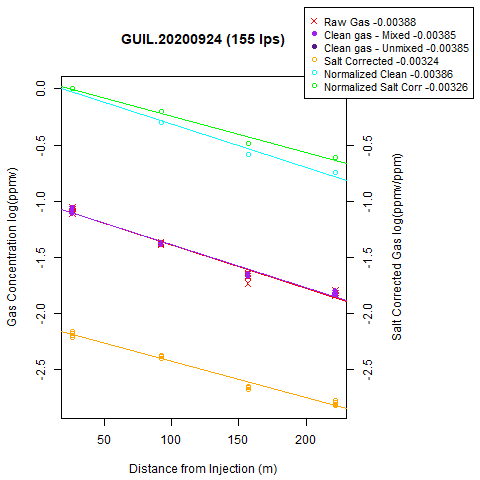 GUIL.20200924 (155 lps)
Raw Gas -0.00388
Clean gas - Mixed -0.00385
Clean gas - Unmixed -0.00385
Salt Corrected -0.00324
Normalized Clean -0.00386
Normalized Salt Corr -0.00326
Gas Concentration log(ppmv)
0.0
-0.5
-1.0
-1.5
-2.0
-2.5
0.0
-0.5
-1.0
-1.5
-2.0
-2.5
Salt Corrected Gas log(ppmv/ppm)
50
100
150
200
Distance from Injection (m)